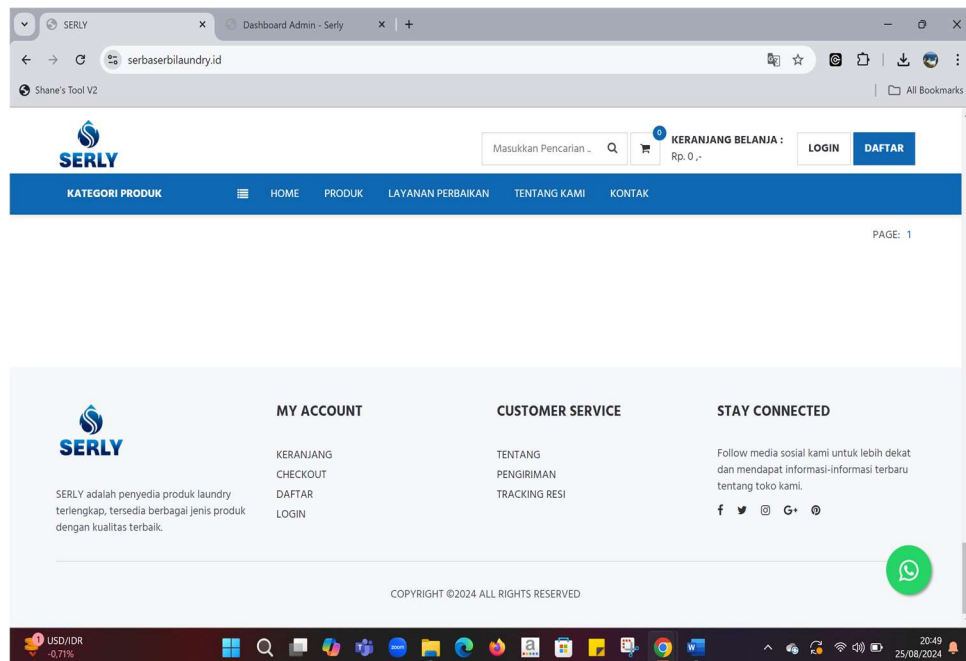 SERLY
Dashboard Admin - Serly
serbaserbilaundry.id
Shane's Tool V2
All Bookmarks
SERLY
Masukkan Pencarian ..
0
KERANJANG BELANJA :
Rp. 0 ,-
LOGIN
DAFTAR
KATEGORI PRODUK
HOME
PRODUK
LAYANAN PERBAIKAN
TENTANG KAMI
KONTAK
PAGE: 1
SERLY
SERLY adalah penyedia produk laundry
terlengkap, tersedia berbagai jenis produk
dengan kualitas terbaik.
MY ACCOUNT
KERANJANG
CHECKOUT
DAFTAR
LOGIN
CUSTOMER SERVICE
TENTANG
PENGIRIMAN
TRACKING RESI
STAY CONNECTED
Follow media sosial kami untuk lebih dekat
dan mendapat informasi-informasi terbaru
tentang toko kami.
COPYRIGHT ©2024 ALL RIGHTS RESERVED
1
USD/IDR
-0,71%
zoom
20:49
25/08/2024